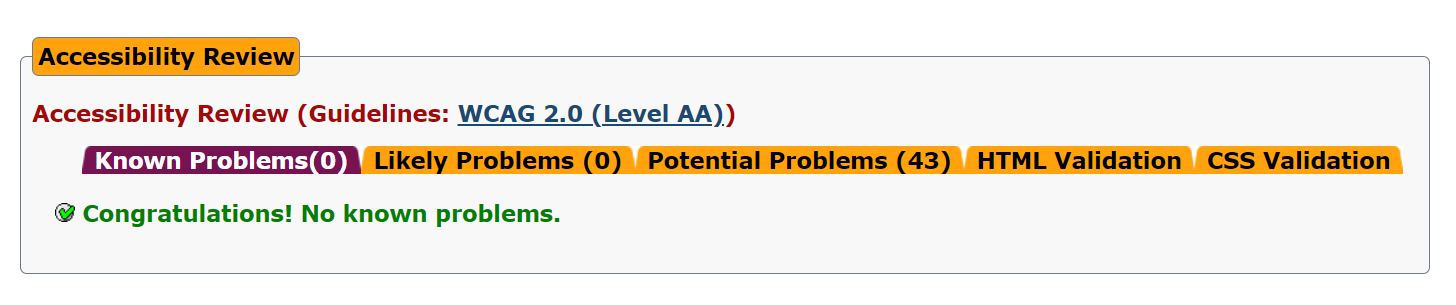 Accessibility Review
Accessibility Review (Guidelines: WCAG 2.0 (Level AA))
Known Problems(0) Likely Problems (0) Potential Problems (43) HTML Validation CSS Validation
Congratulations! No known problems.